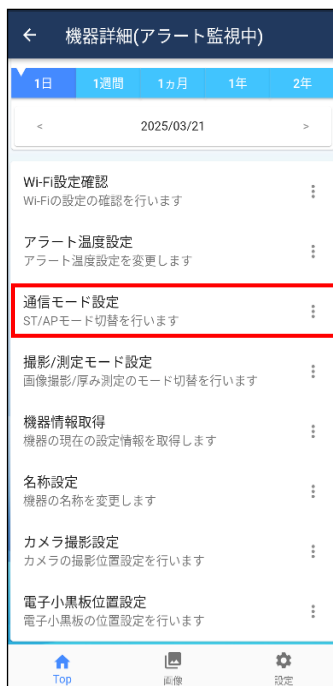 機器詳細(アラート監視中)
1日 1週間 1ヵ月 1年 2年
< 2025/03/21 >
Wi-Fi設定確認
Wi-Fiの設定の確認を行います
アラート温度設定
アラート温度設定を変更します
通信モード設定
ST/APモード切替を行います
撮影/測定モード設定
画像撮影/厚み測定のモード切替を行います
機器情報取得
機器の現在の設定情報を取得します
名称設定
機器の名称を変更します
カメラ撮影設定
カメラの撮影位置設定を行います
電子小黒板位置設定
電子小黒板の位置設定を行います
Top 画像 設定